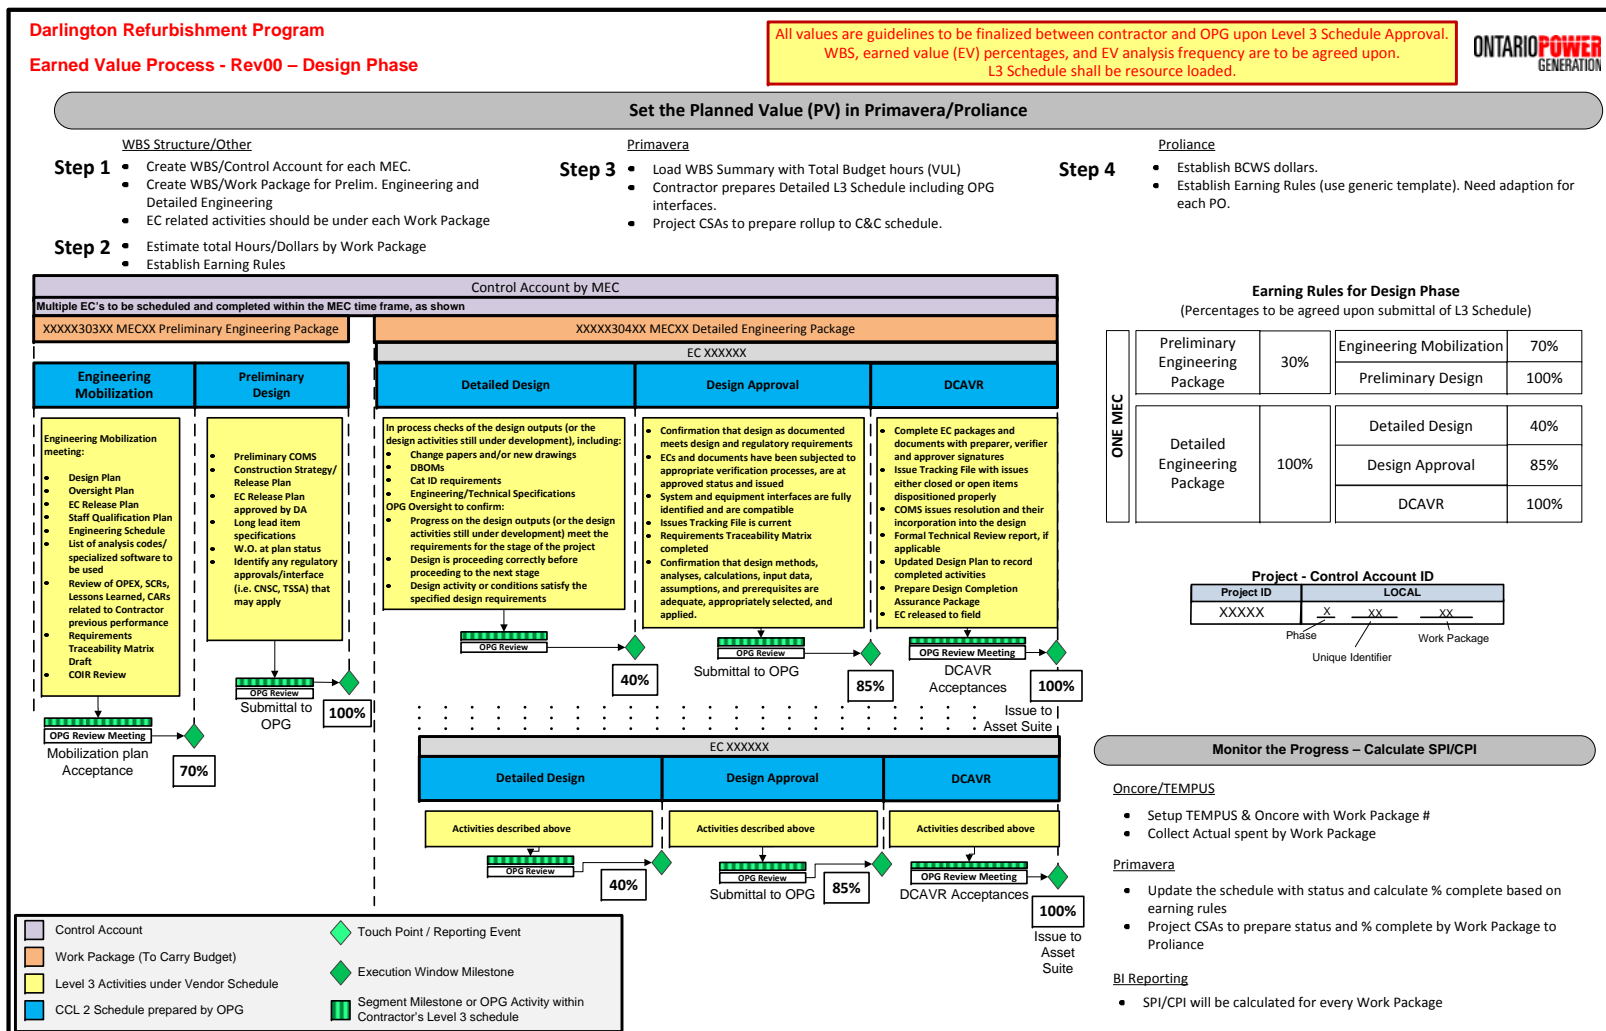 Darlington Refurbishment Program
Earned Value Process - Rev00 – Design Phase
All values are guidelines to be finalized between contractor and OPG upon Level 3 Schedule Approval.
WBS, earned value (EV) percentages, and EV analysis frequency are to be agreed upon.
L3 Schedule shall be resource loaded.
ONTARIOPOWER
GENERATION
Set the Planned Value (PV) in Primavera/Proliance
WBS Structure/Other
Step 1
• Create WBS/Control Account for each MEC.
• Create WBS/Work Package for Prelim. Engineering and
Detailed Engineering
• EC related activities should be under each Work Package
Step 2
• Estimate total Hours/Dollars by Work Package
• Establish Earning Rules
Primavera
Step 3
• Load WBS Summary with Total Budget hours (VUL)
• Contractor prepares Detailed L3 Schedule including OPG
interfaces.
• Project CSAs to prepare rollup to C&C schedule.
Proliance
Step 4
• Establish BCWS dollars.
• Establish Earning Rules (use generic template). Need adaption for
each PO.
Control Account by MEC
Multiple EC's to be scheduled and completed within the MEC time frame, as shown
XXXXX303XX MECXX Preliminary Engineering Package
XXXXX304XX MECXX Detailed Engineering Package
EC XXXXXX
Engineering
Mobilization
Preliminary
Design
Detailed Design
Design Approval
DCAVR
Engineering Mobilization
meeting:
• Design Plan
• Oversight Plan
• EC Release Plan
• Staff Qualification Plan
• Engineering Schedule
• List of analysis codes/
specialized software to
be used
• Review of OPEX, SCRs,
Lessons Learned, CARs
related to Contractor
previous performance
• Requirements
Traceability Matrix
Draft
• COIR Review
OPG Review Meeting
Mobilization plan
Acceptance
70%
• Preliminary COMS
• Construction Strategy/
Release Plan
• EC Release Plan
approved by DA
• Long lead item
specifications
• W.O. at plan status
• Identify any regulatory
approvals/interface
(i.e. CNSC, TSSA) that
may apply
OPG Review
Submittal to
OPG
100%
In process checks of the design outputs (or the
design activities still under development), including:
• Change papers and/or new drawings
• DBOMs
• Cat ID requirements
• Engineering/Technical Specifications
OPG Oversight to confirm:
• Progress on the design outputs (or the design
activities still under development) meet the
requirements for the stage of the project
• Design is proceeding correctly before
proceeding to the next stage
• Design activity or conditions satisfy the
specified design requirements
OPG Review
40%
• Confirmation that design as documented
meets design and regulatory requirements
• ECs and documents have been subjected to
appropriate verification processes, are at
approved status and issued
• System and equipment interfaces are fully
identified and are compatible
• Issues Tracking File is current
• Requirements Traceability Matrix
completed
• Confirmation that design methods,
analyses, calculations, input data,
assumptions, and prerequisites are
adequate, appropriately selected, and
applied.
OPG Review
Submittal to OPG
85%
• Complete EC packages and
documents with preparer, verifier
and approver signatures
• Issue Tracking File with issues
either closed or open items
dispositioned properly
• COMS issues resolution and their
incorporation into the design
• Formal Technical Review report, if
applicable
• Updated Design Plan to record
completed activities
• Prepare Design Completion
Assurance Package
• EC released to field
OPG Review Meeting
DCAVR
Acceptances
100%
Issue to
Asset Suite
EC XXXXXX
Detailed Design
Design Approval
DCAVR
Activities described above
Activities described above
Activities described above
OPG Review
40%
OPG Review
Submittal to OPG
85%
OPG Review Meeting
DCAVR Acceptances
100%
Issue to
Asset
Suite
Earning Rules for Design Phase
(Percentages to be agreed upon submittal of L3 Schedule)
ONE MEC
Preliminary
Engineering
Package
30%
Engineering Mobilization 70%
Preliminary Design 100%
Detailed
Engineering
Package
100%
Detailed Design 40%
Design Approval 85%
DCAVR 100%
Project - Control Account ID
Project ID LOCAL
XXXXX X XX XX
Phase
Work Package
Unique Identifier
Monitor the Progress – Calculate SPI/CPI
Oncore/TEMPUS
• Setup TEMPUS & Oncore with Work Package #
• Collect Actual spent by Work Package
Primavera
• Update the schedule with status and calculate % complete based on
earning rules
• Project CSAs to prepare status and % complete by Work Package to
Proliance
BI Reporting
• SPI/CPI will be calculated for every Work Package
Control Account
Work Package (To Carry Budget)
Level 3 Activities under Vendor Schedule
CCL 2 Schedule prepared by OPG
Touch Point / Reporting Event
Execution Window Milestone
Segment Milestone or OPG Activity within
Contractor's Level 3 schedule